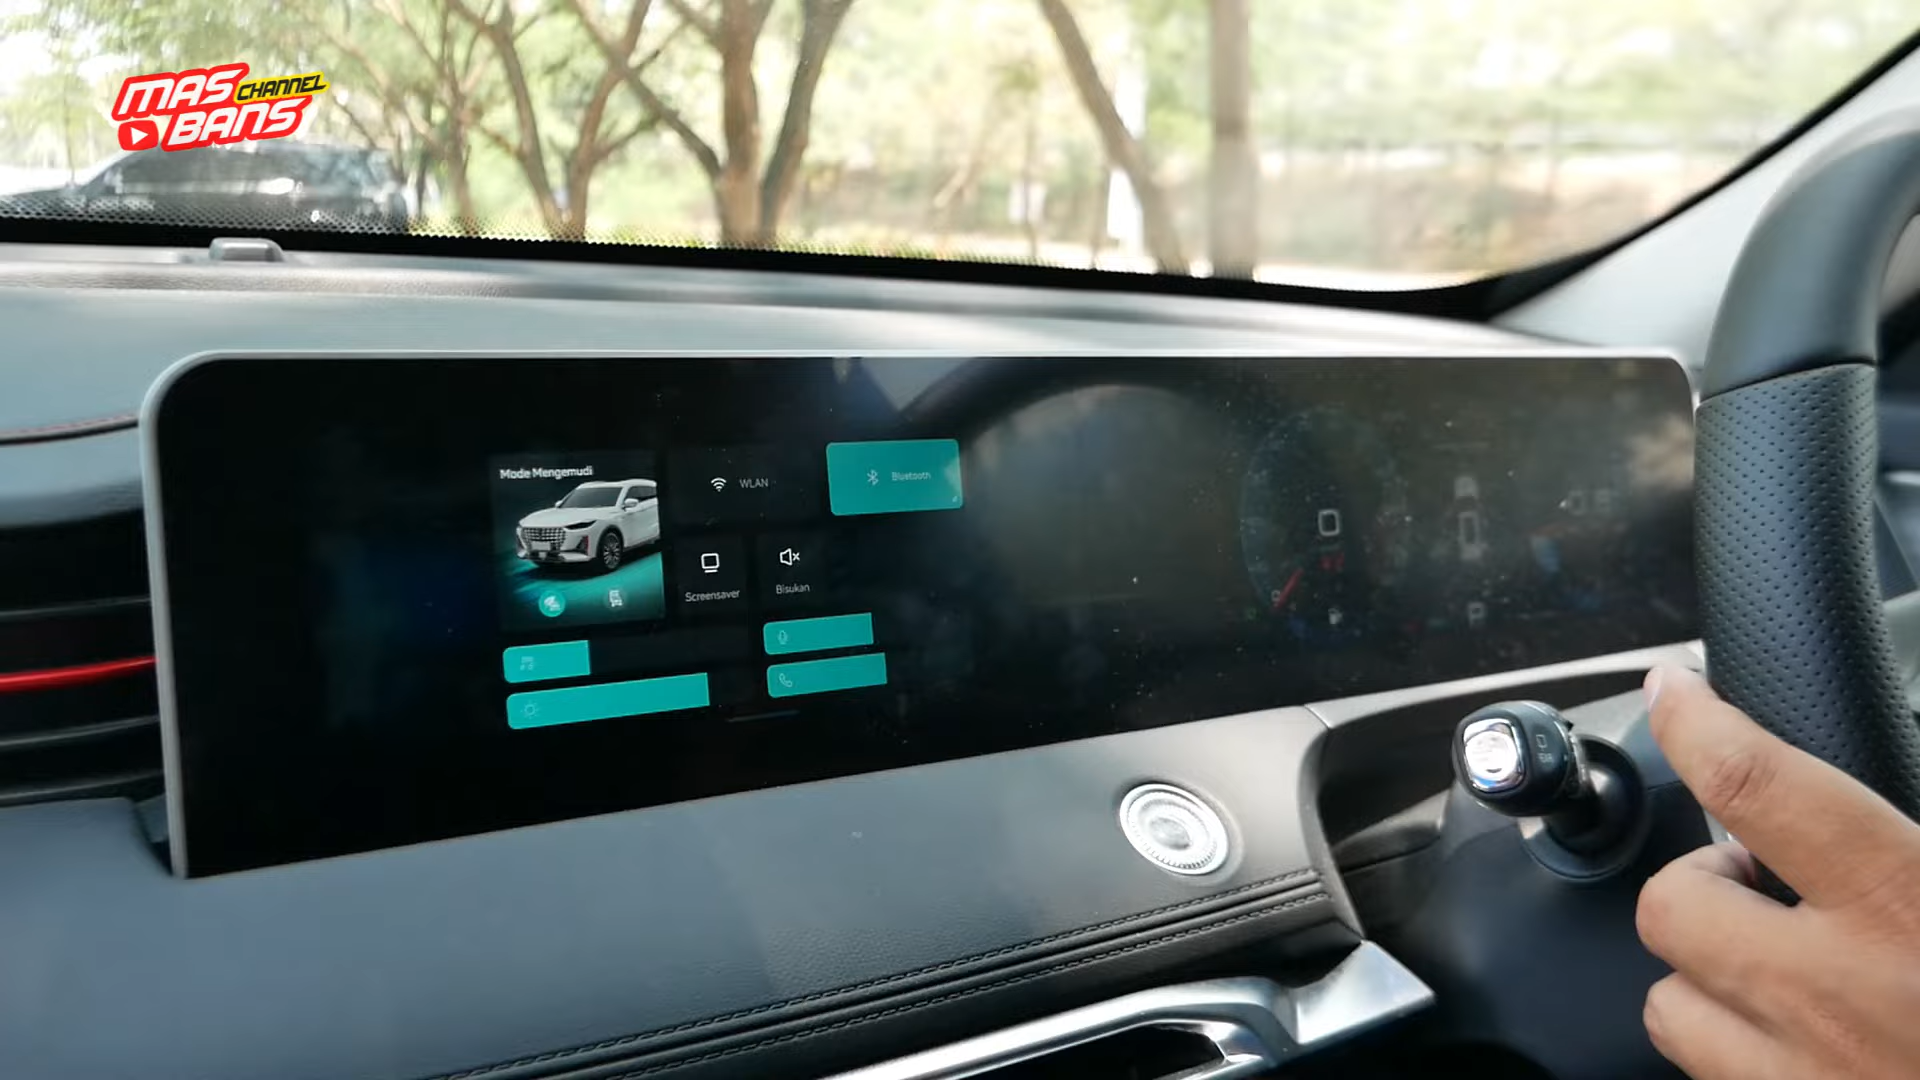 MAS CHANNEL
BANS
Mode Mengemudi
WLAN
Bluetooth
Screensaver
Bisukan
P